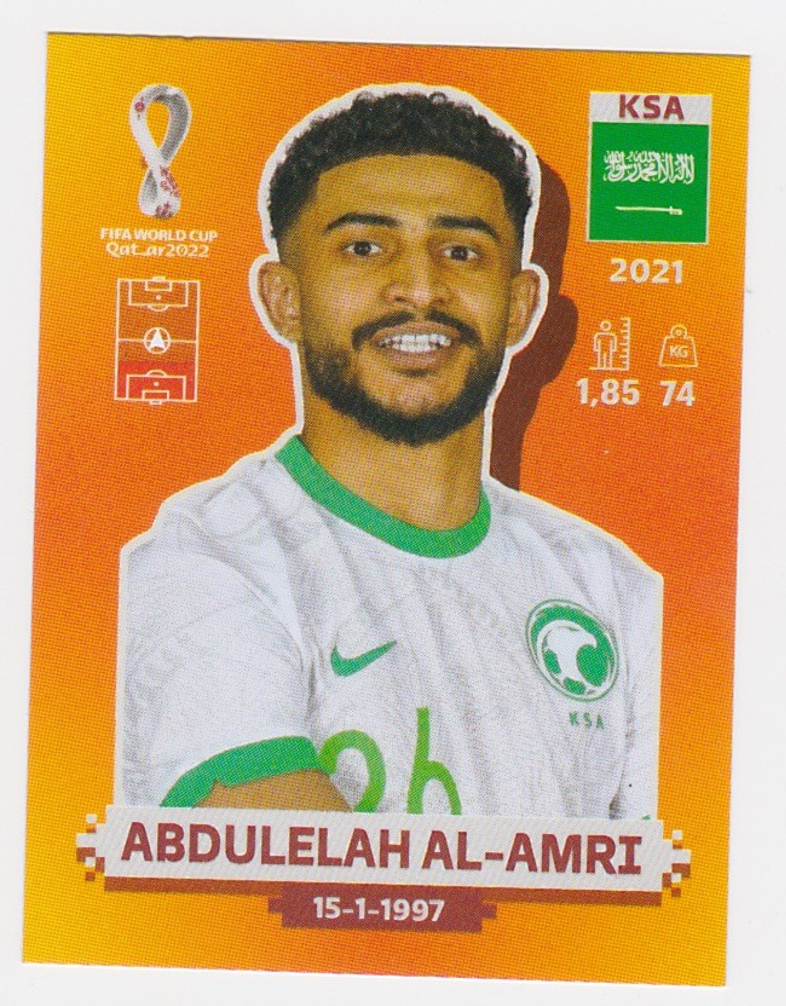 FIFA WORLD CUP
Qatar2022
KSA
2021
KG
1,85 74
KSA
ABDULELAH AL-AMRI
15-1-1997